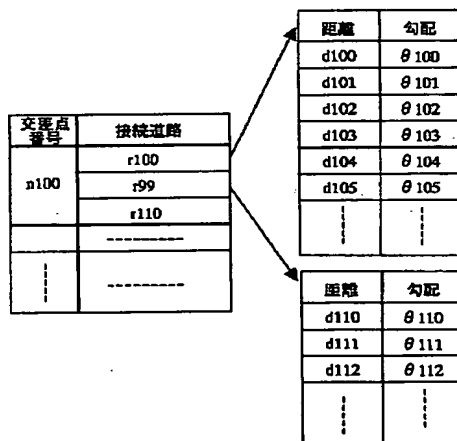 交差点番号 接続道路
n100 r100
r99
r110
距離 勾配
d100 θ100
d101 θ101
d102 θ102
d103 θ103
d104 θ104
d105 θ105
距離 勾配
d110 θ110
d111 θ111
d112 θ112